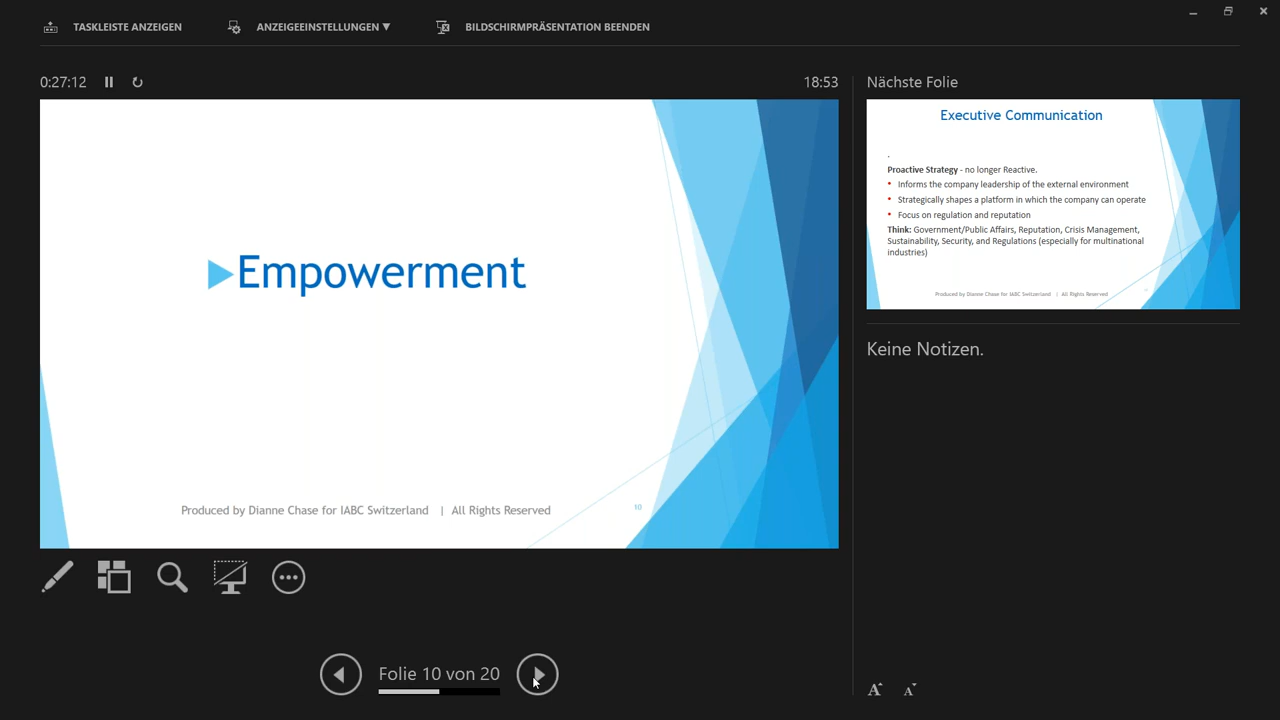 TASKLEISTE ANZEIGEN
ANZEIGEEINSTELLUNGEN ▼
BILDSCHIRMPRÄSENTATION BEENDEN
0:27:12
18:53
Empowerment
Produced by Dianne Chase for IABC Switzerland | All Rights Reserved
10
Nächste Folie
Executive Communication
.
Proactive Strategy - no longer Reactive.
• Informs the company leadership of the external environment
• Strategically shapes a platform in which the company can operate
• Focus on regulation and reputation
Think: Government/Public Affairs, Reputation, Crisis Management,
Sustainability, Security, and Regulations (especially for multinational
industries)
Produced by Dianne Chase for IABC Switzerland | All Rights Reserved
Keine Notizen.
Folie 10 von 20
A A